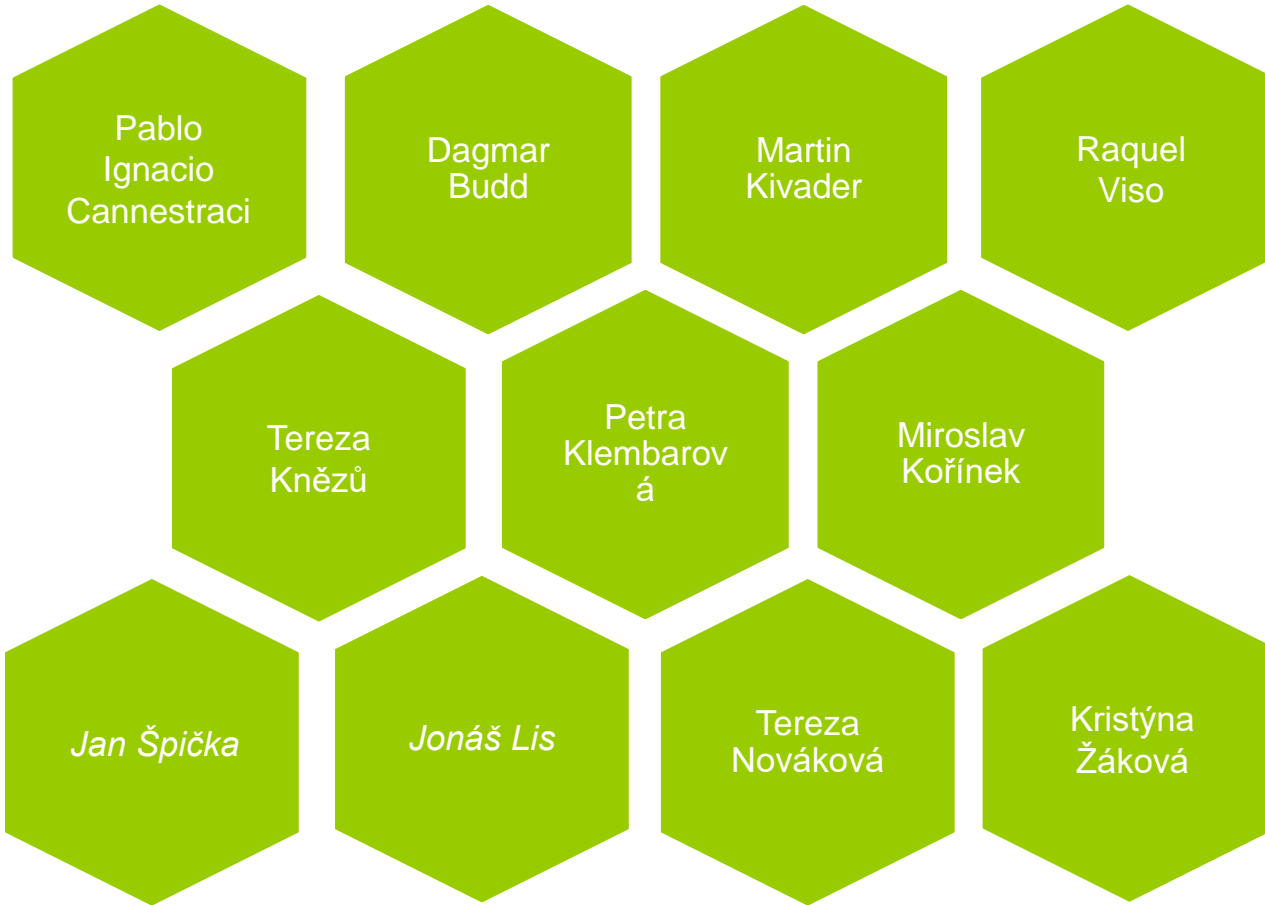 Pablo
Ignacio
Cannestraci
Dagmar
Budd
Martin
Kivader
Raquel
Viso
Tereza
Knězů
Petra
Klembarov
á
Miroslav
Kořínek
Jan Špička
Jonáš Lis
Tereza
Nováková
Kristýna
Žáková